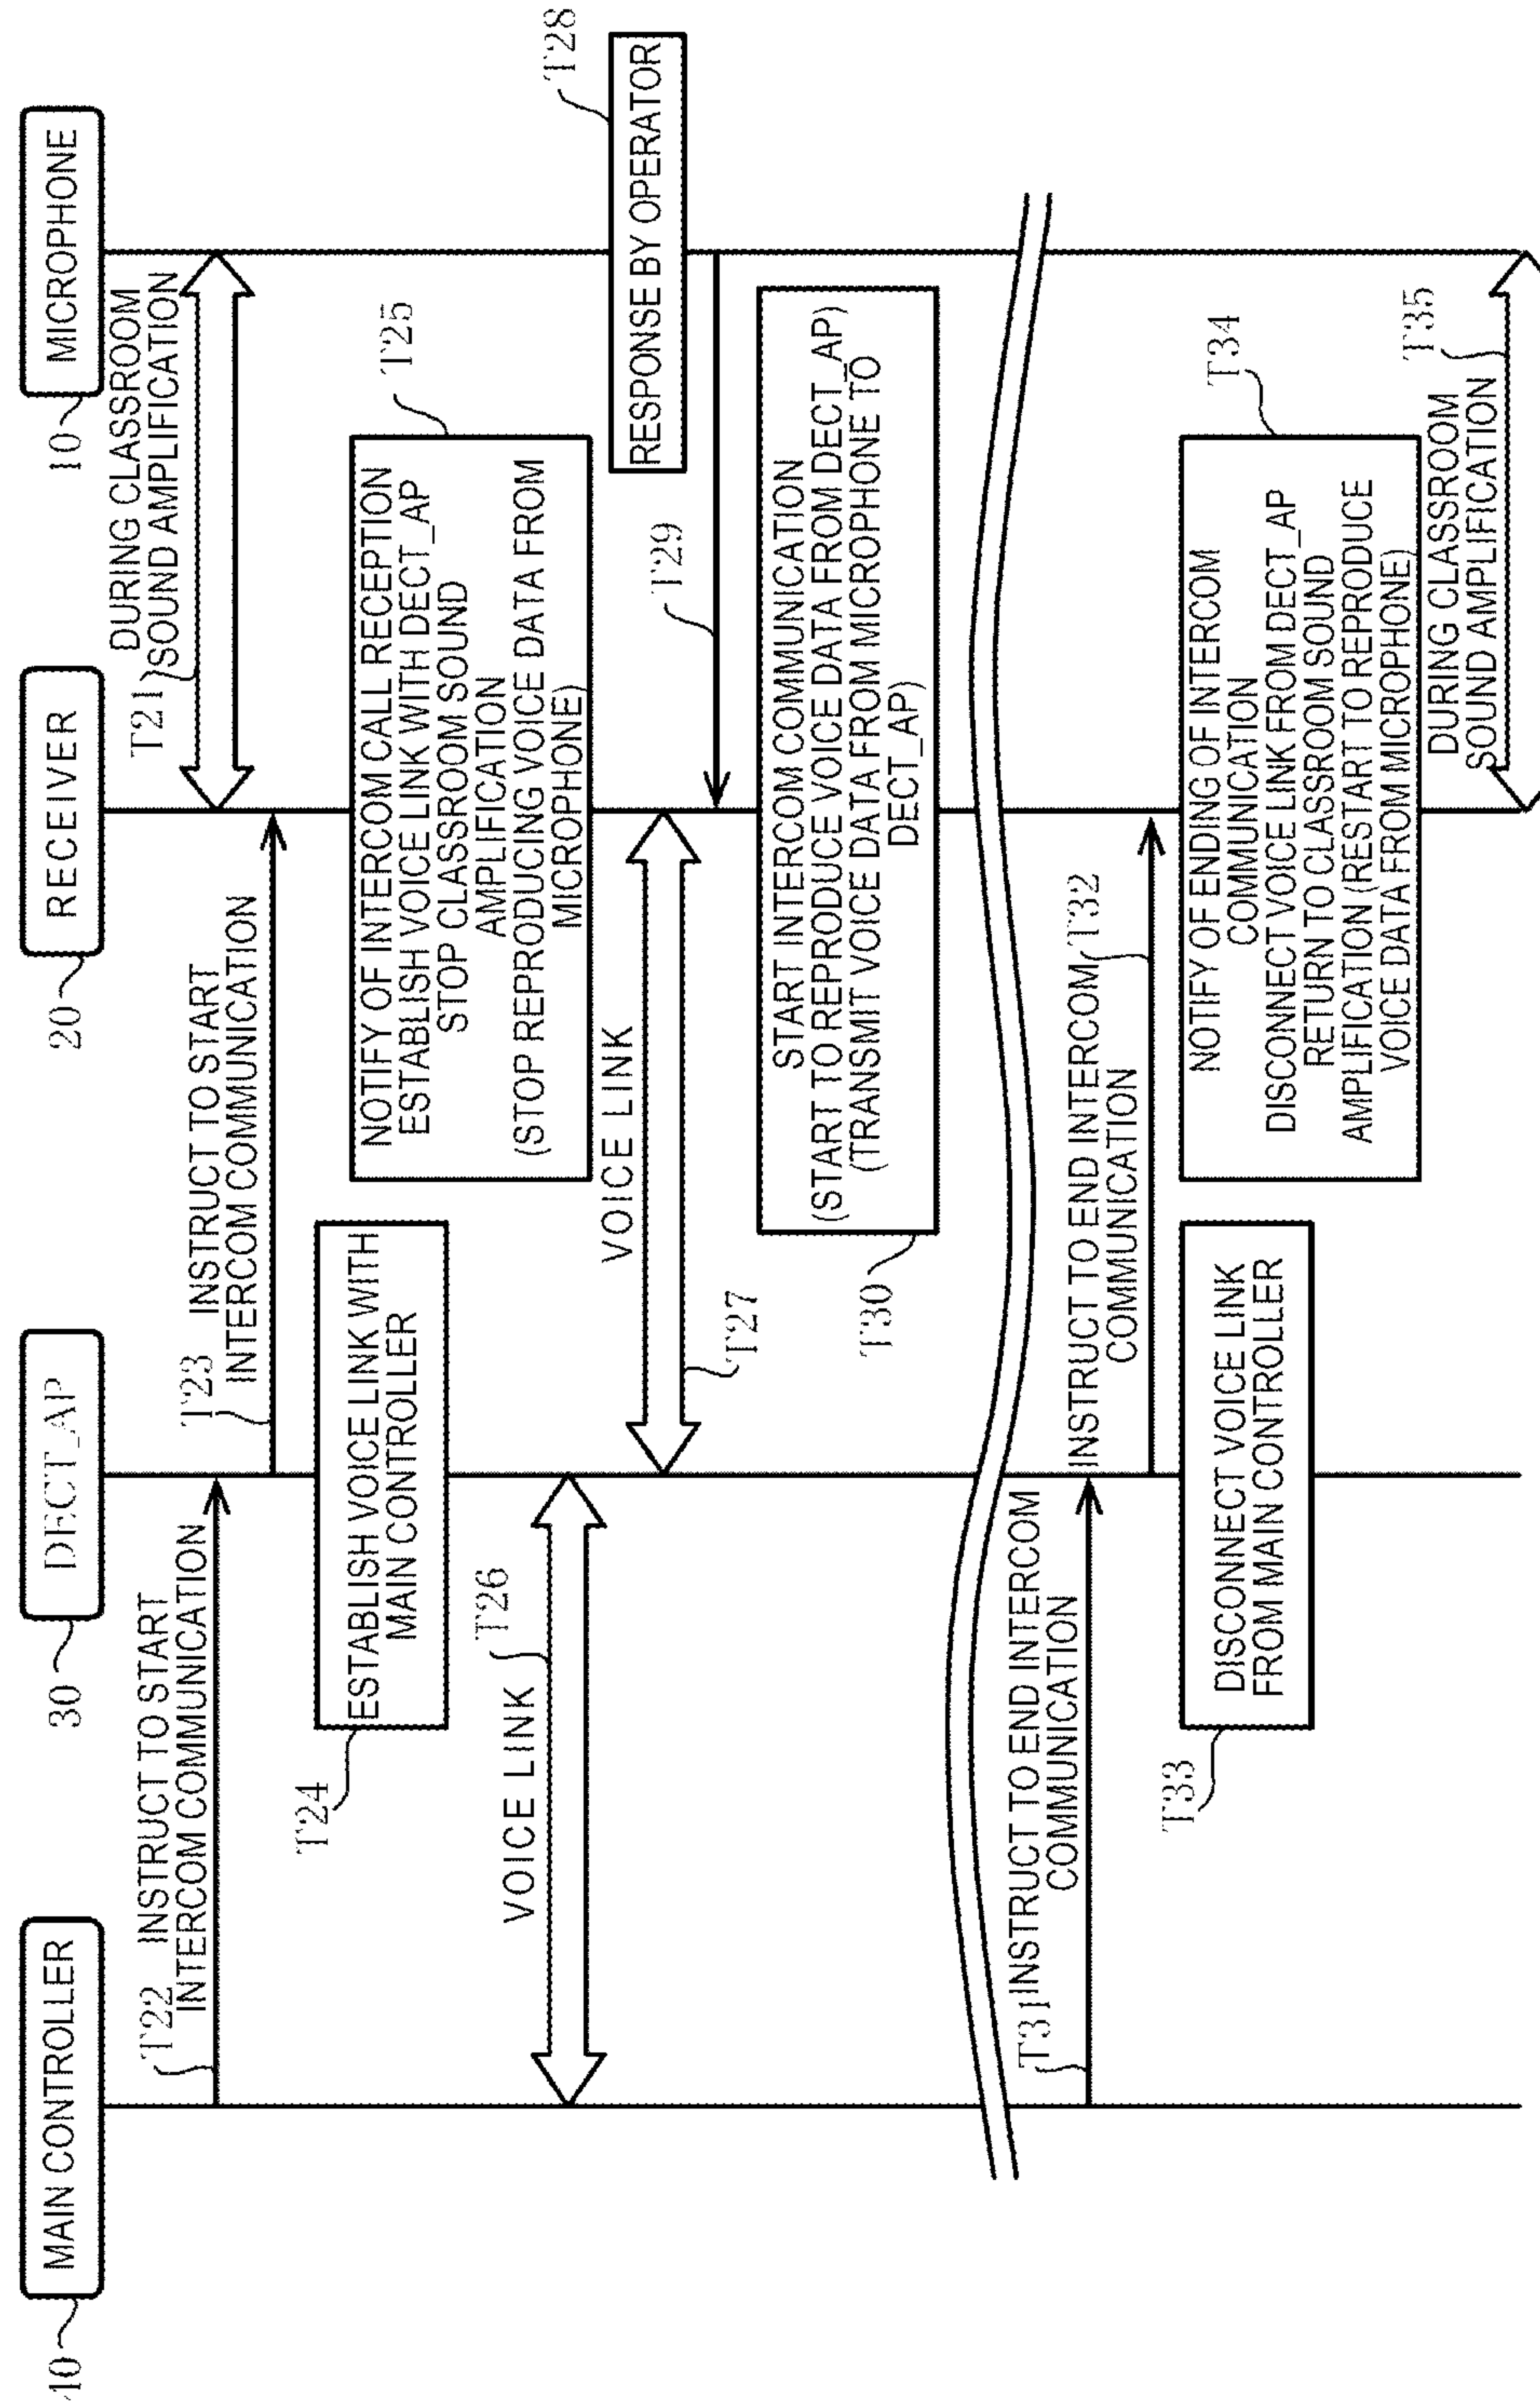 40
MAIN CONTROLLER
30
DECT_AP
20
RECEIVER
10
MICROPHONE
T21
DURING CLASSROOM
SOUND AMPLIFICATION
T22
INSTRUCT TO START
INTERCOM COMMUNICATION
T23
INSTRUCT TO START
INTERCOM COMMUNICATION
T24
ESTABLISH VOICE LINK WITH
MAIN CONTROLLER
T25
NOTIFY OF INTERCOM CALL RECEPTION
ESTABLISH VOICE LINK WITH DECT_AP
STOP CLASSROOM SOUND
AMPLIFICATION
(STOP REPRODUCING VOICE DATA FROM
MICROPHONE)
VOICE LINK
T26
VOICE LINK
T27
T28
RESPONSE BY OPERATOR
T29
START INTERCOM COMMUNICATION
(START TO REPRODUCE VOICE DATA FROM DECT_AP)
(TRANSMIT VOICE DATA FROM MICROPHONE TO
DECT_AP)
T30
T31
INSTRUCT TO END INTERCOM
COMMUNICATION
INSTRUCT TO END INTERCOM
COMMUNICATION
T32
T33
DISCONNECT VOICE LINK
FROM MAIN CONTROLLER
T34
NOTIFY OF ENDING OF INTERCOM
COMMUNICATION
DISCONNECT VOICE LINK FROM DECT_AP
RETURN TO CLASSROOM SOUND
AMPLIFICATION (RESTART TO REPRODUCE
VOICE DATA FROM MICROPHONE)
DURING CLASSROOM
SOUND AMPLIFICATION
T35